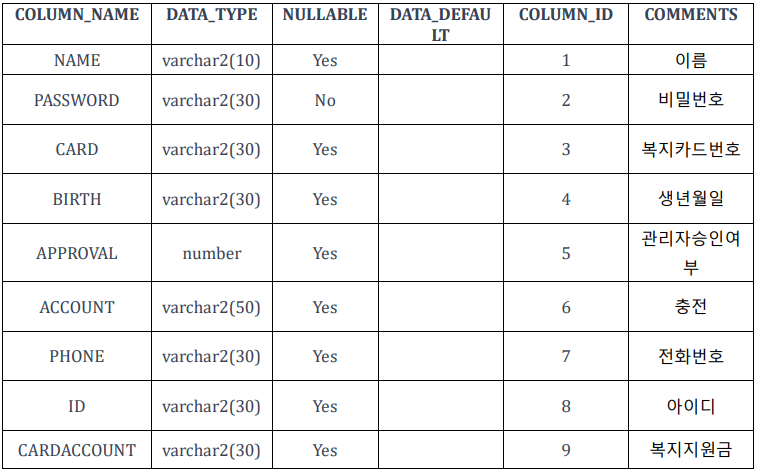 COLUMN_NAME DATA_TYPE NULLABLE DATA_DEFAU COLUMN_ID COMMENTS
LT
NAME varchar2(10) Yes 1 이름
PASSWORD varchar2(30) No 2 비밀번호
CARD varchar2(30) Yes 3 복지카드번호
BIRTH varchar2(30) Yes 4 생년월일
APPROVAL number Yes 5 관리자승인여
부
ACCOUNT varchar2(50) Yes 6 충전
PHONE varchar2(30) Yes 7 전화번호
ID varchar2(30) Yes 8 아이디
CARDACCOUNT varchar2(30) Yes 9 복지지원금